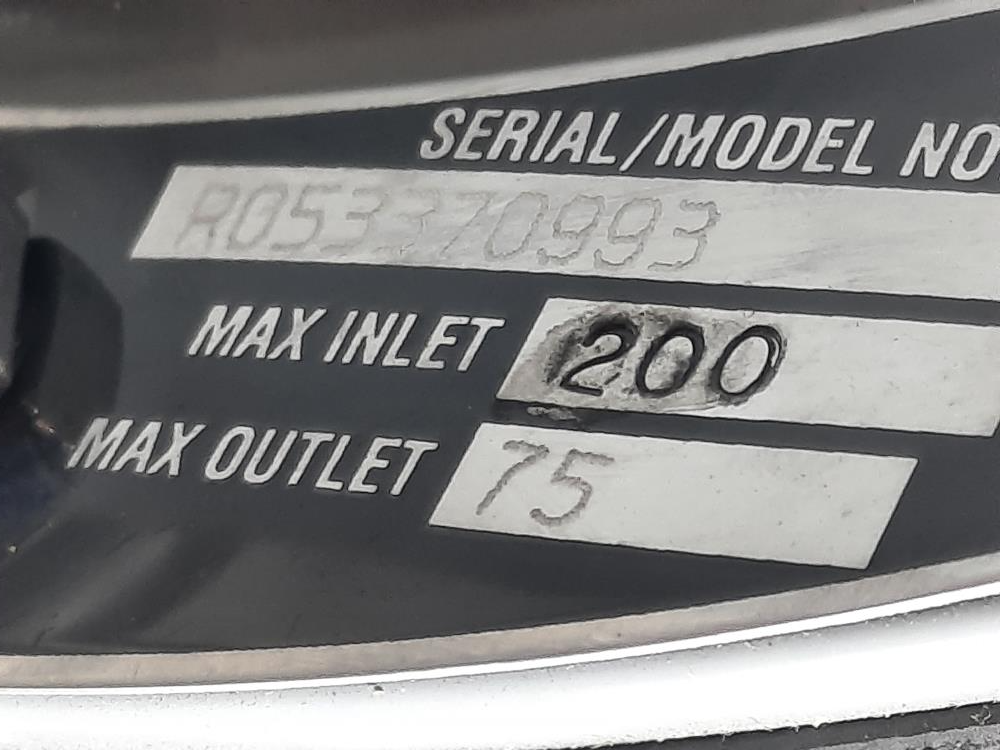 SERIAL/MODEL NO
R053370993
MAX INLET 200
MAX OUTLET 75